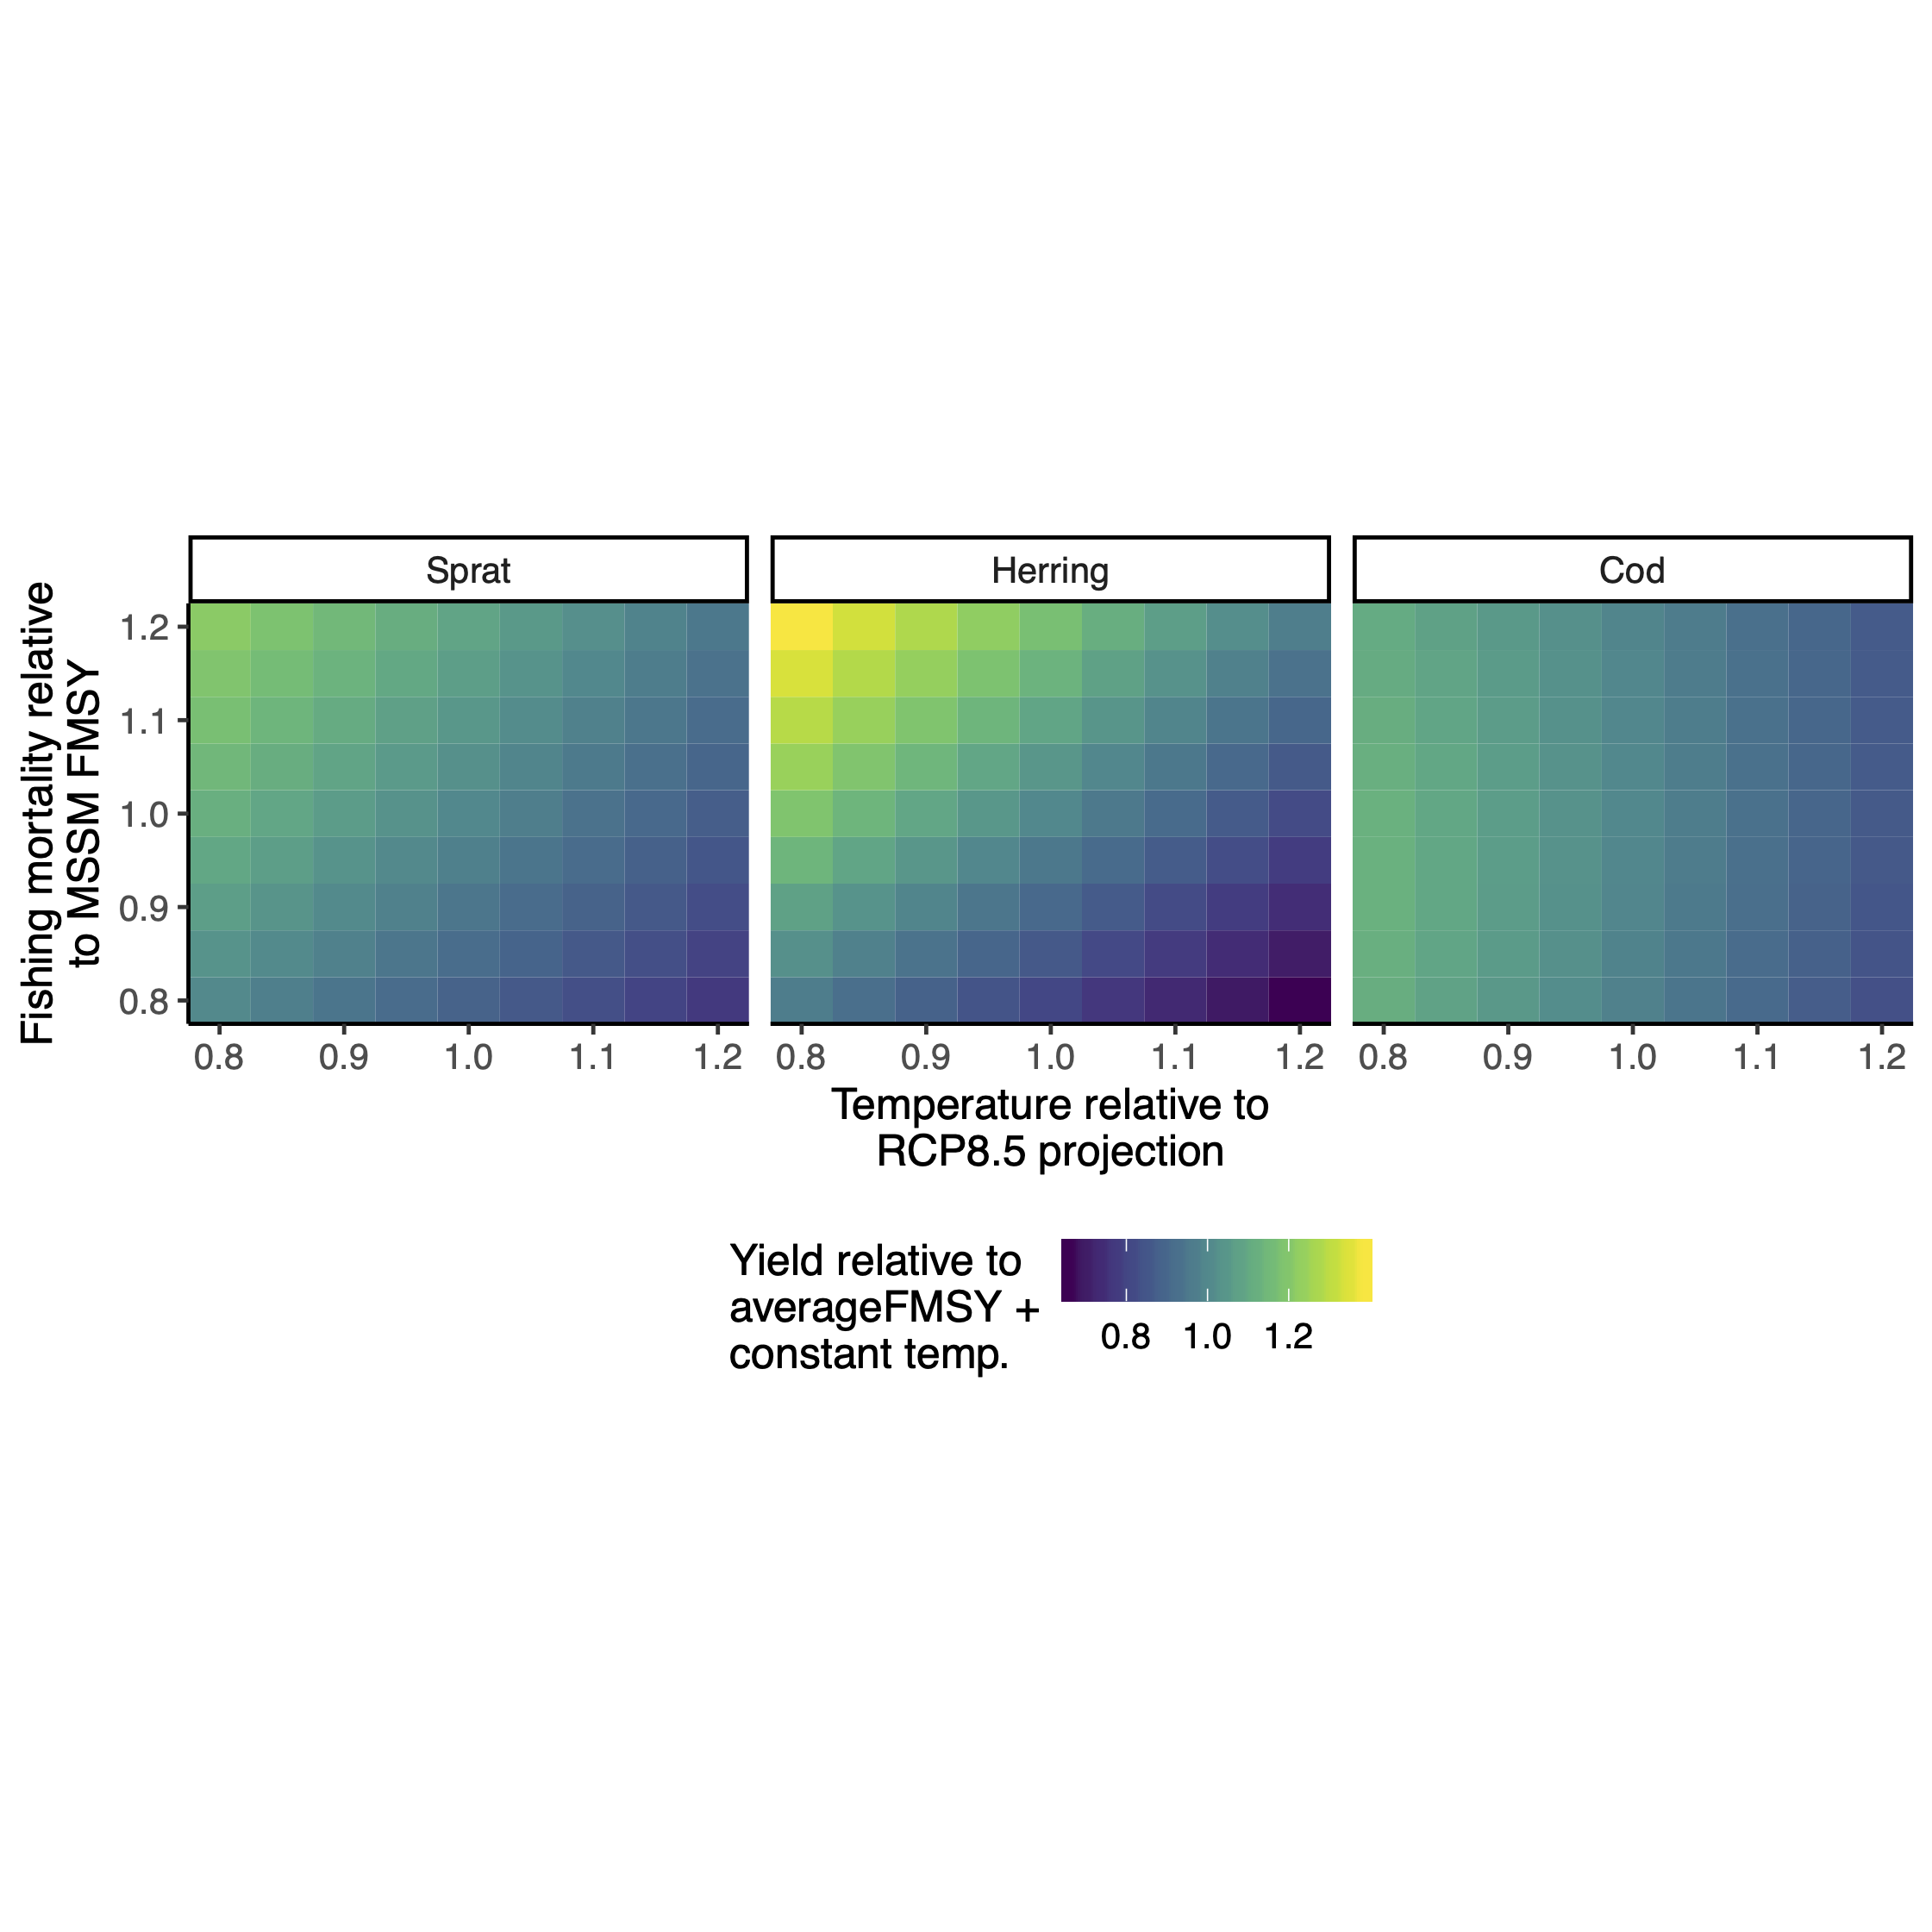 Sprat
Herring
Cod
Fishing mortality relative
to MSSM FMSY
1.2
1.1
1.0
0.9
0.8
0.8 0.9 1.0 1.1 1.2
0.8 0.9 1.0 1.1 1.2
0.8 0.9 1.0 1.1 1.2
Temperature relative to
RCP8.5 projection
Yield relative to
averageFMSY +
constant temp.
0.8 1.0 1.2